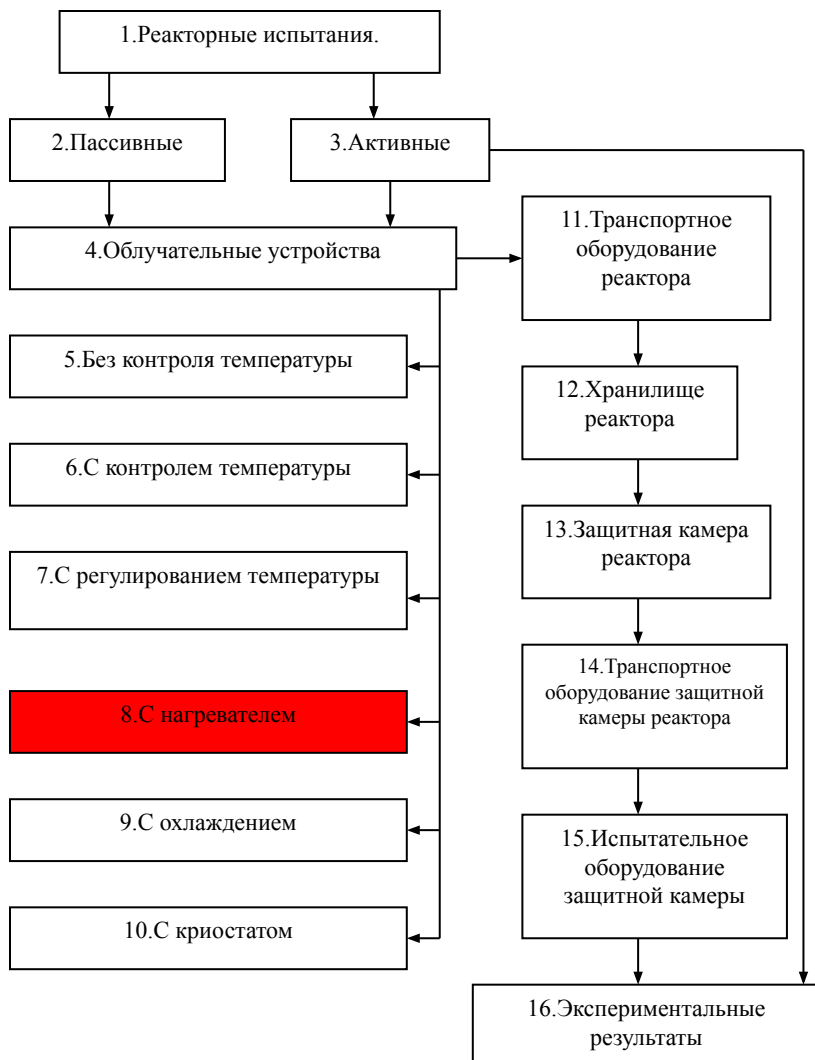 1.Реакторные испытания.
2.Пассивные
3.Активные
4.Облучательные устройства
5.Без контроля температуры
6.С контролем температуры
7.С регулированием температуры
8.С нагревателем
9.С охлаждением
10.С криостатом
11.Транспортное
оборудование
реактора
12.Хранилище
реактора
13.Защитная камера
реактора
14.Транспортное
оборудование защитной
камеры реактора
15.Испытательное
оборудование
защитной камеры
16.Экспериментальные
результаты